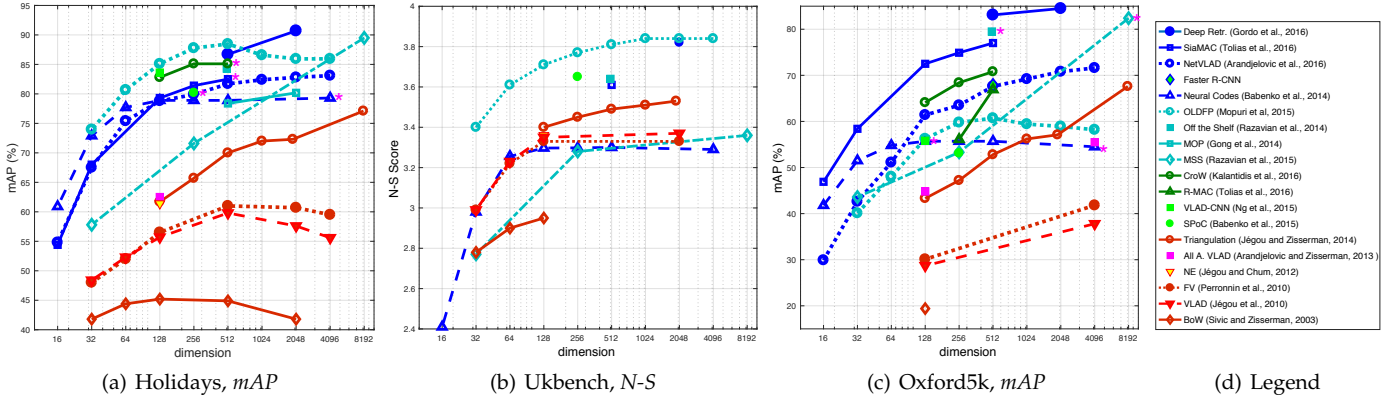 95
90
85
80
75
70
65
60
55
50
45
40
mAP (%)
16 32 64 128 256 512 1024 2048 4096 8192
dimension
(a) Holidays, mAP
4
3.8
3.6
3.4
3.2
3.0
2.8
2.6
2.4
N-S Score
16 32 64 128 256 512 1024 2048 4096 8192
dimension
(b) Ukbench, N-S
80
70
60
50
40
30
20
mAP (%)
16 32 64 128 256 512 1024 2048 4096 8192
dimension
(c) Oxford5k, mAP
Deep Retr. (Gordo et al., 2016)
SiaMAC (Tolias et al., 2016)
NetVLAD (Arandjelovic et al., 2016)
Faster R-CNN
Neural Codes (Babenko et al., 2014)
OLDFP (Mopuri et al, 2015)
Off the Shelf (Razavian et al., 2014)
MOP (Gong et al., 2014)
MSS (Razavian et al., 2015)
CroW (Kalantidis et al., 2016)
R-MAC (Tolias et al., 2016)
VLAD-CNN (Ng et al., 2015)
SPoC (Babenko et al., 2015)
Triangulation (Jégou and Zisserman, 2014)
All A. VLAD (Arandjelovic and Zisserman, 2013 )
NE (Jégou and Chum, 2012)
FV (Perronnin et al., 2010)
VLAD (Jégou et al., 2010)
BoW (Sivic and Zisserman, 2003)
(d) Legend